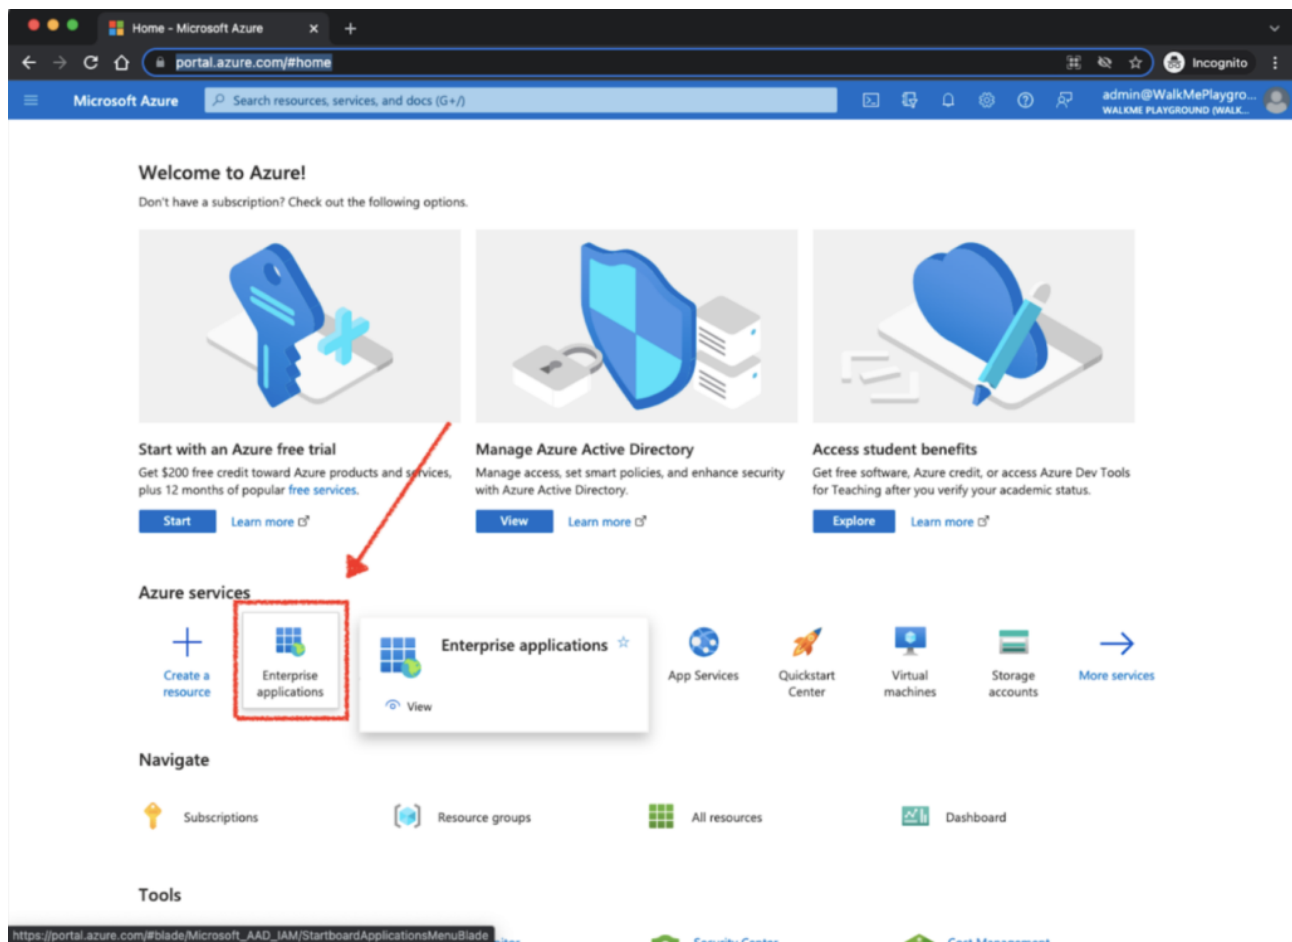 Home - Microsoft Azure
portal.azure.com/#home
Incognito
Microsoft Azure
Search resources, services, and docs (G+/)
admin@WalkMePlaygro...
WALKME PLAYGROUND (WALK...
Welcome to Azure!
Don't have a subscription? Check out the following options.
Start with an Azure free trial
Get $200 free credit toward Azure products and services,
plus 12 months of popular free services.
Start
Learn more
Manage Azure Active Directory
Manage access, set smart policies, and enhance security
with Azure Active Directory.
View
Learn more
Access student benefits
Get free software, Azure credit, or access Azure Dev Tools
for Teaching after you verify your academic status.
Explore
Learn more
Azure services
Create a
resource
Enterprise
applications
Enterprise applications
View
App Services
Quickstart
Center
Virtual
machines
Storage
accounts
More services
Navigate
Subscriptions
Resource groups
All resources
Dashboard
Tools
https://portal.azure.com/#blade/Microsoft_AAD_IAM/StartboardApplicationsMenuBlade
Security Center
Cost Management